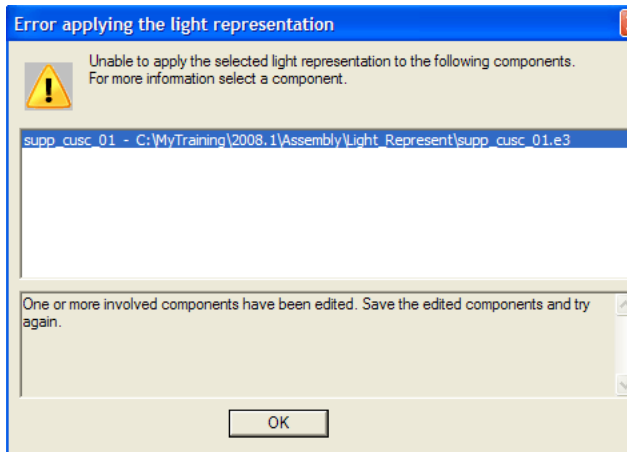 Error applying the light representation
Unable to apply the selected light representation to the following components.
For more information select a component.
supp_cusc_01 - C:\MyTraining\2008.1\Assembly\Light_Represent\supp_cusc_01.e3
One or more involved components have been edited. Save the edited components and try
again.
OK